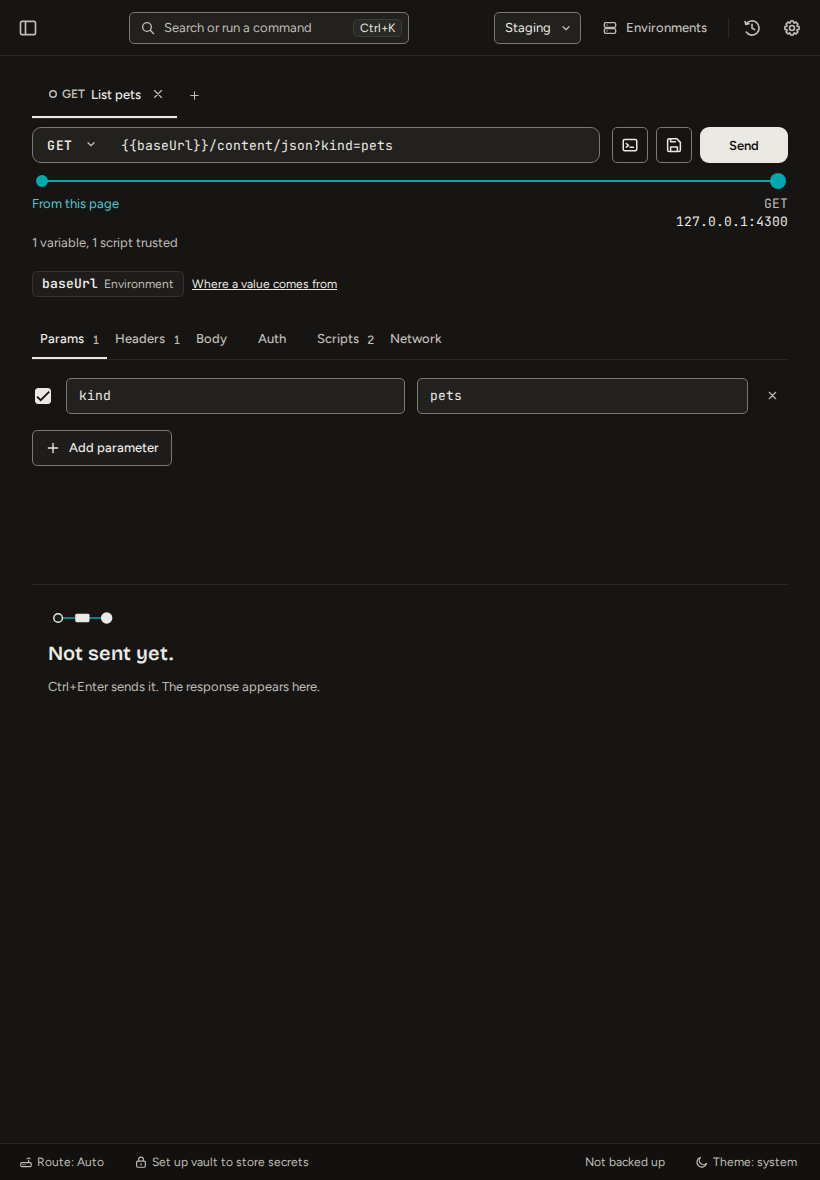 Search or run a command Ctrl+K Staging Environments
GET List pets
GET {{baseUrl}}/content/json?kind=pets Send
From this page GET
127.0.0.1:4300
1 variable, 1 script trusted
baseUrl Environment Where a value comes from
Params 1 Headers 1 Body Auth Scripts 2 Network
kind pets
Add parameter
Not sent yet.
Ctrl+Enter sends it. The response appears here.
Route: Auto Set up vault to store secrets Not backed up Theme: system